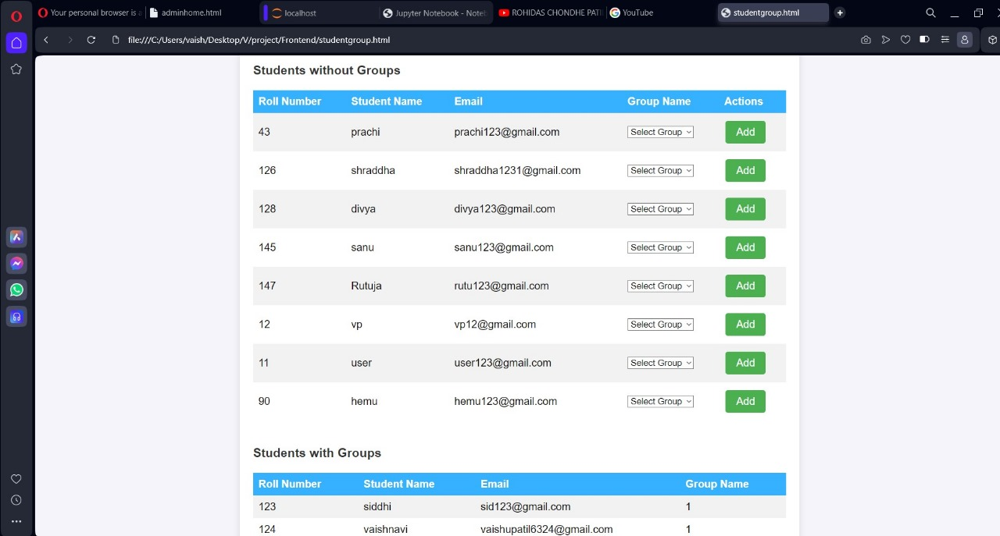 Your personal browser is
adminhome.html
localhost
Jupyter Notebook - Note
ROHIDAS CHONDHE PATI
YouTube
studentgroup.html
file:///C:/Users/vaish/Desktop/V/project/Frontend/studentgroup.html
Students without Groups
Roll Number Student Name Email Group Name Actions
43 prachi prachi123@gmail.com Select Group Add
126 shraddha shraddha1231@gmail.com Select Group Add
128 divya divya123@gmail.com Select Group Add
145 sanu sanu123@gmail.com Select Group Add
147 Rutuja rutu123@gmail.com Select Group Add
12 vp vp12@gmail.com Select Group Add
11 user user123@gmail.com Select Group Add
90 hemu hemu123@gmail.com Select Group Add
Students with Groups
Roll Number Student Name Email Group Name
123 siddhi sid123@gmail.com 1
124 vaishnavi vaishupatil6324@gmail.com 1